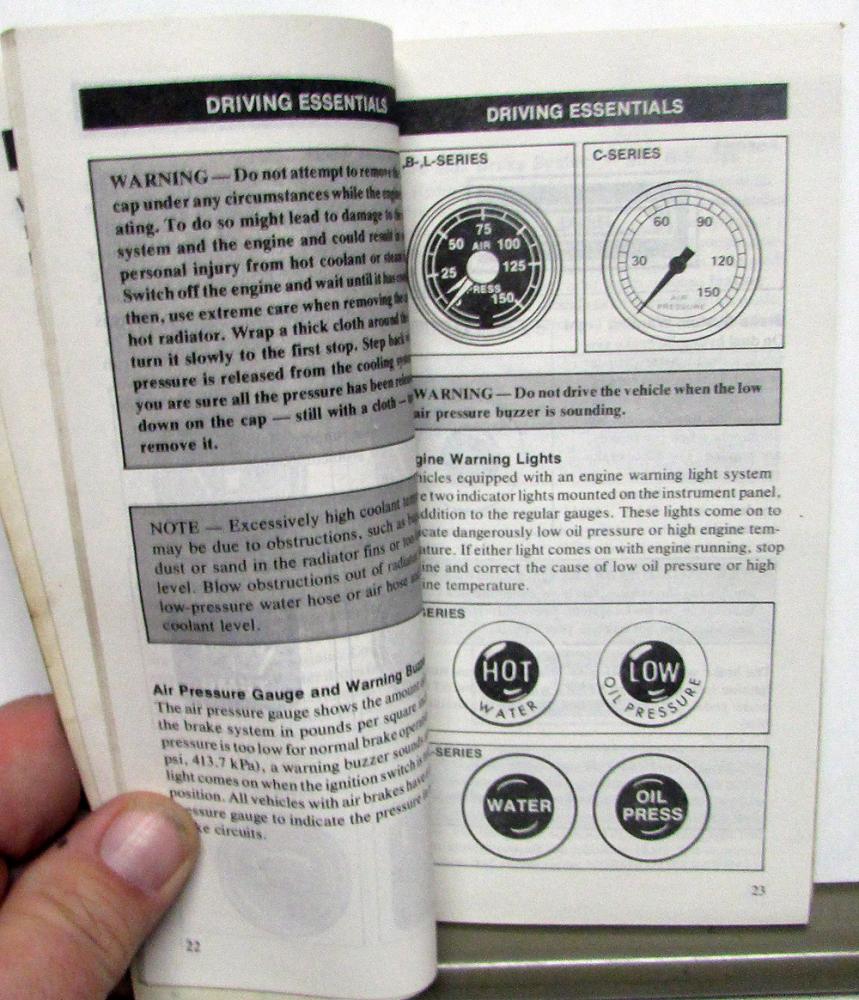 DRIVING ESSENTIALS
WARNING — Do not attempt to remove the
cap under any circumstances while the engine
ating. To do so might lead to damage to the
system and the engine and could result in
personal injury from hot coolant or steam
Switch off the engine and wait until it has
then, use extreme care when removing the
hot radiator. Wrap a thick cloth around the
turn it slowly to the first stop. Step back
pressure is released from the cooling
you are sure all the pressure has been
down on the cap — still with a cloth —
remove it.
NOTE — Excessively high coolant
may be due to obstructions, such as
dust or sand in the radiator fins or
level. Blow obstructions out of
low-pressure water hose or air hose
coolant level.
Air Pressure Gauge and Warning
The air pressure gauge shows the amount
the brake system in pounds per square
pressure is too low for normal brake
psi, 413.7 kPa), a warning buzzer
light comes on when the ignition switch is
position. All vehicles with air brakes have
ssure gauge to indicate the pressure
ke circuits.
22
DRIVING ESSENTIALS
B-,L-SERIES
75
50 AIR 100
25 125
PRESS
150
C-SERIES
60 90
30 120
150
AIR
PRESSURE
WARNING — Do not drive the vehicle when the low
air pressure buzzer is sounding.
gine Warning Lights
hicles equipped with an engine warning light system
e two indicator lights mounted on the instrument panel,
ddition to the regular gauges. These lights come on to
cate dangerously low oil pressure or high engine tem-
ature. If either light comes on with engine running, stop
ine and correct the cause of low oil pressure or high
ine temperature.
SERIES
HOT
WATER
LOW
OIL PRESSURE
-SERIES
WATER
OIL
PRESS
23